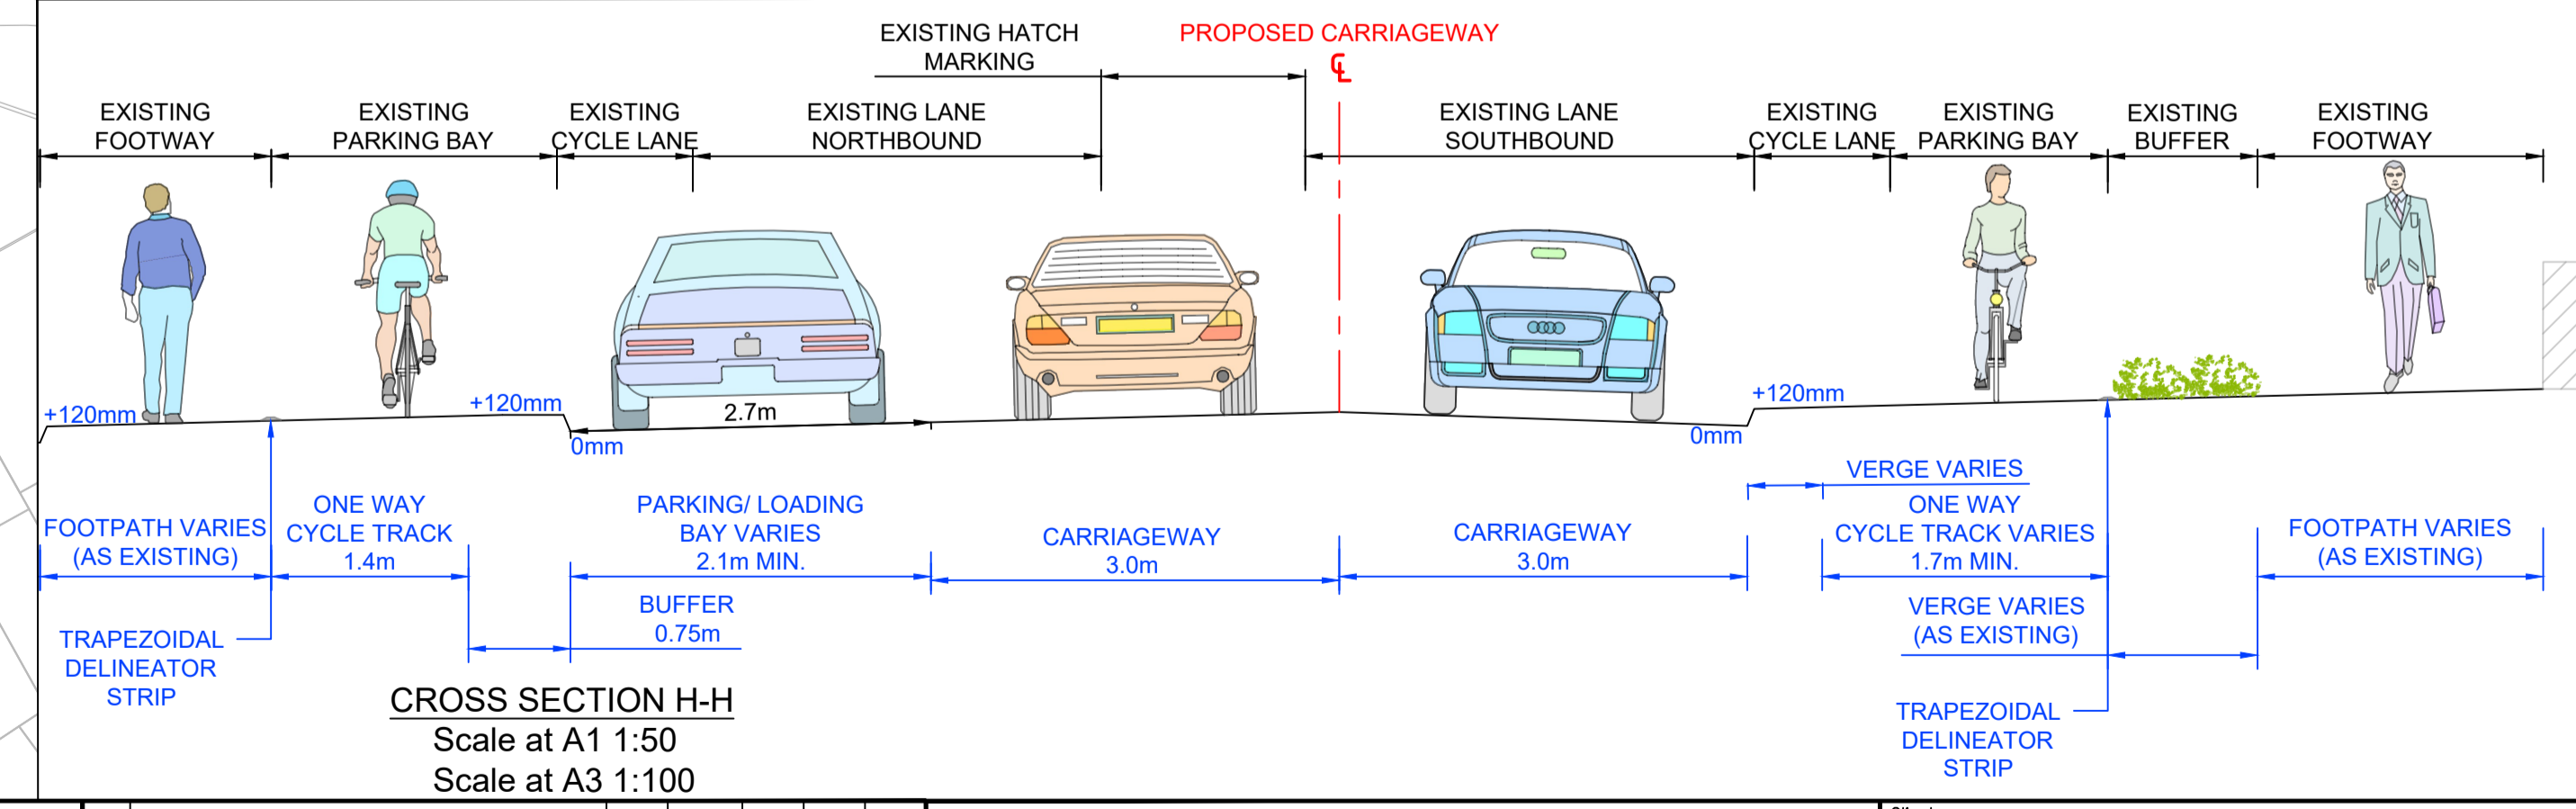 EXISTING HATCH
MARKING
PROPOSED CARRIAGEWAY
℄
EXISTING
FOOTWAY
EXISTING
PARKING BAY
EXISTING
CYCLE LANE
EXISTING LANE
NORTHBOUND
EXISTING LANE
SOUTHBOUND
EXISTING
CYCLE LANE
EXISTING
PARKING BAY
EXISTING
BUFFER
EXISTING
FOOTWAY
+120mm
+120mm
0mm
2.7m
0mm
+120mm
FOOTPATH VARIES
(AS EXISTING)
ONE WAY
CYCLE TRACK
1.4m
PARKING/ LOADING
BAY VARIES
2.1m MIN.
CARRIAGEWAY
3.0m
CARRIAGEWAY
3.0m
VERGE VARIES
ONE WAY
CYCLE TRACK VARIES
1.7m MIN.
FOOTPATH VARIES
(AS EXISTING)
BUFFER
0.75m
VERGE VARIES
(AS EXISTING)
TRAPEZOIDAL
DELINEATOR
STRIP
TRAPEZOIDAL
DELINEATOR
STRIP
CROSS SECTION H-H
Scale at A1 1:50
Scale at A3 1:100